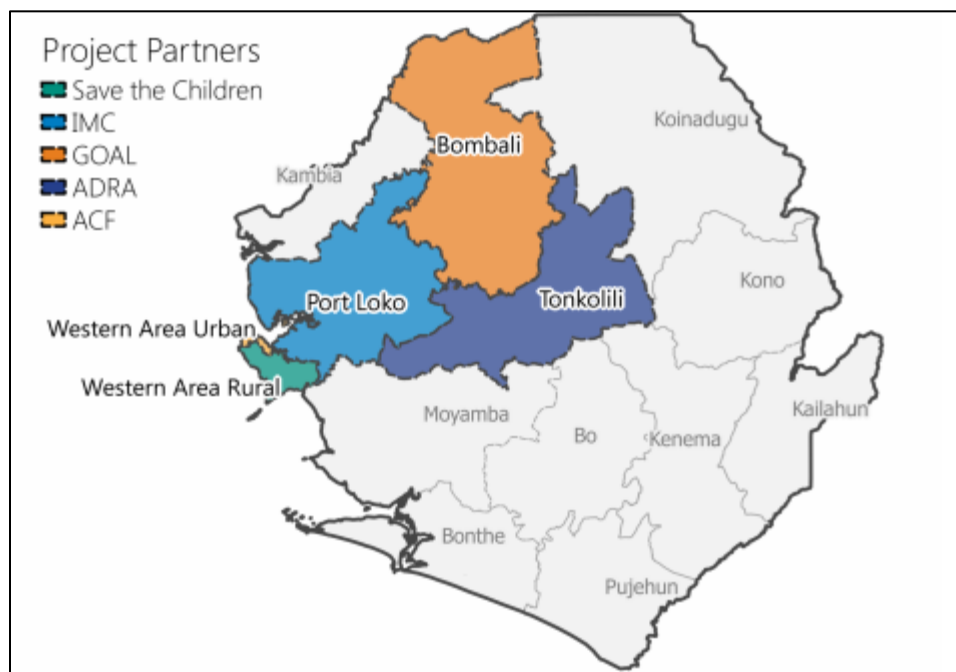 Project Partners
Save the Children
IMC
GOAL
ADRA
ACF
Koinadugu
Bombali
Kambia
Kono
Port Loko
Tonkolili
Western Area Urban
Western Area Rural
Moyamba
Kailahun
Bo
Kenema
Bonthe
Pujehun